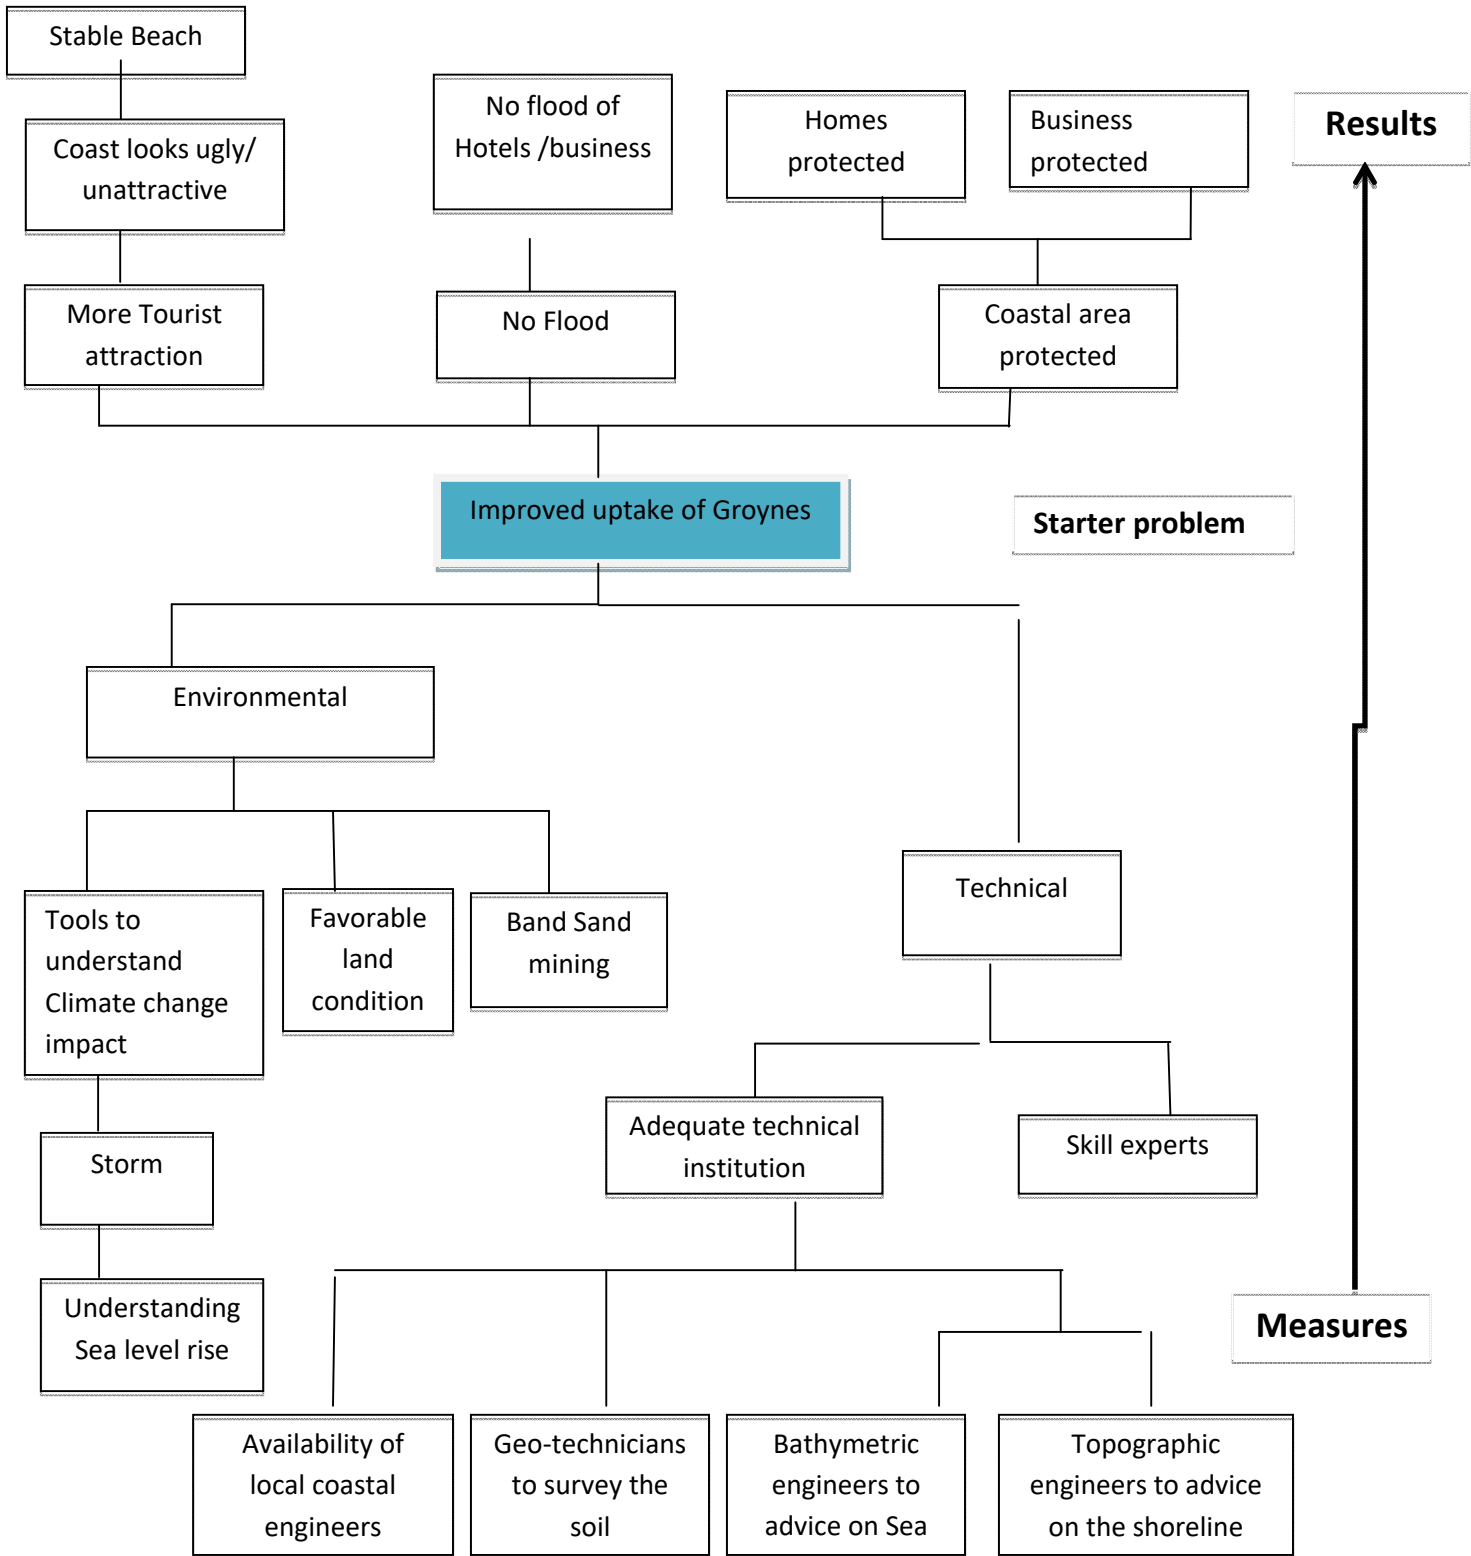 Stable Beach
No flood of
Hotels /business
Homes
protected
Business
protected
Results
Coast looks ugly/
unattractive
More Tourist
attraction
No Flood
Coastal area
protected
Improved uptake of Groynes
Starter problem
Environmental
Technical
Tools to
understand
Climate change
impact
Favorable
land
condition
Band Sand
mining
Adequate technical
institution
Skill experts
Storm
Understanding
Sea level rise
Measures
Availability of
local coastal
engineers
Geo-technicians
to survey the
soil
Bathymetric
engineers to
advice on Sea
Topographic
engineers to advice
on the shoreline